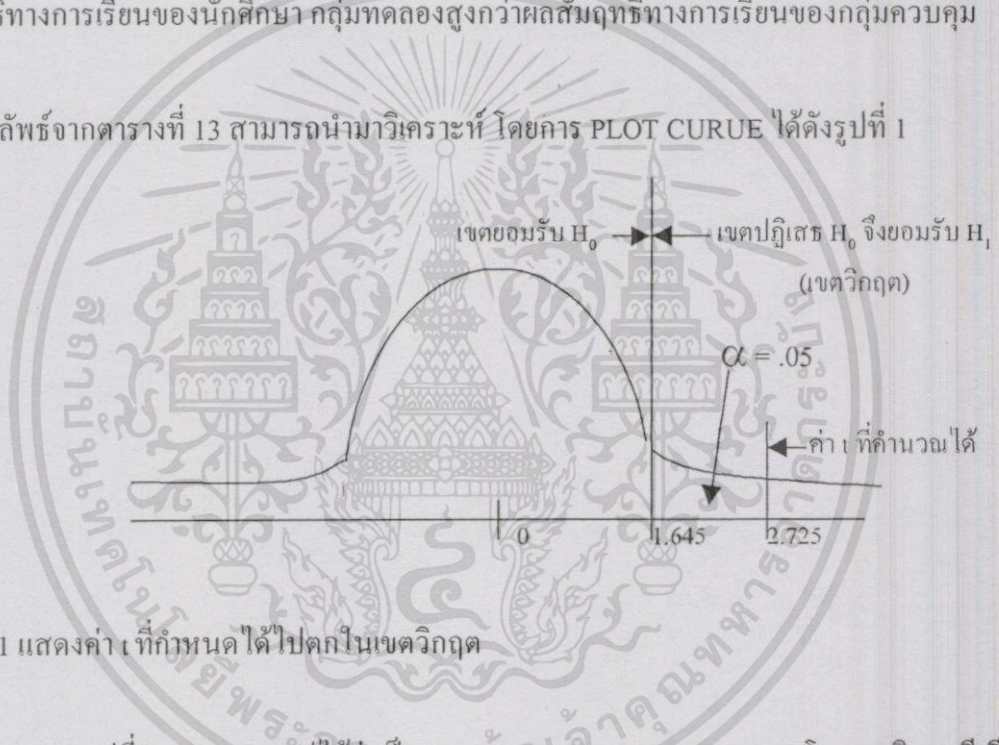 ธิ์ทางการเรียนของนักศึกษา กลุ่มทดลองสูงกว่าผลสัมฤทธิ์ทางการเรียนของกลุ่มควบคุม
ลัพธ์จากตารางที่ 13 สามารถนำมาวิเคราะห์ โดยการ PLOT CURUE ได้ดังรูปที่ 1
เขตยอมรับ H₀
เขตปฏิเสธ H₀ จึงยอมรับ H₁
(เขตวิกฤต)
α = .05
ค่า t ที่คำนวณได้
0 1.645 2.725
1 แสดงค่า t ที่กำหนดได้ไปตกในเขตวิกฤต